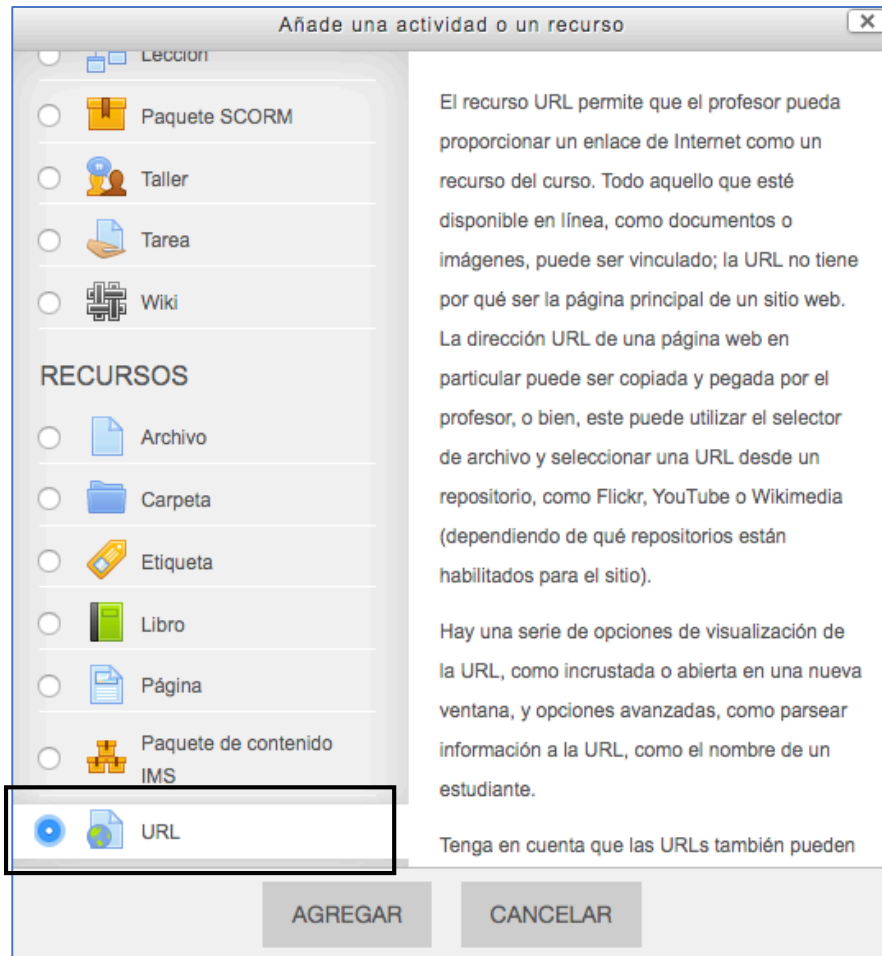 Añade una actividad o un recurso
Lección
Paquete SCORM
Taller
Tarea
Wiki
RECURSOS
Archivo
Carpeta
Etiqueta
Libro
Página
Paquete de contenido
IMS
URL
El recurso URL permite que el profesor pueda
proporcionar un enlace de Internet como un
recurso del curso. Todo aquello que esté
disponible en línea, como documentos o
imágenes, puede ser vinculado; la URL no tiene
por qué ser la página principal de un sitio web.
La dirección URL de una página web en
particular puede ser copiada y pegada por el
profesor, o bien, este puede utilizar el selector
de archivo y seleccionar una URL desde un
repositorio, como Flickr, YouTube o Wikimedia
(dependiendo de qué repositorios están
habilitados para el sitio).
Hay una serie de opciones de visualización de
la URL, como incrustada o abierta en una nueva
ventana, y opciones avanzadas, como parsear
información a la URL, como el nombre de un
estudiante.
Tenga en cuenta que las URLs también pueden
AGREGAR
CANCELAR